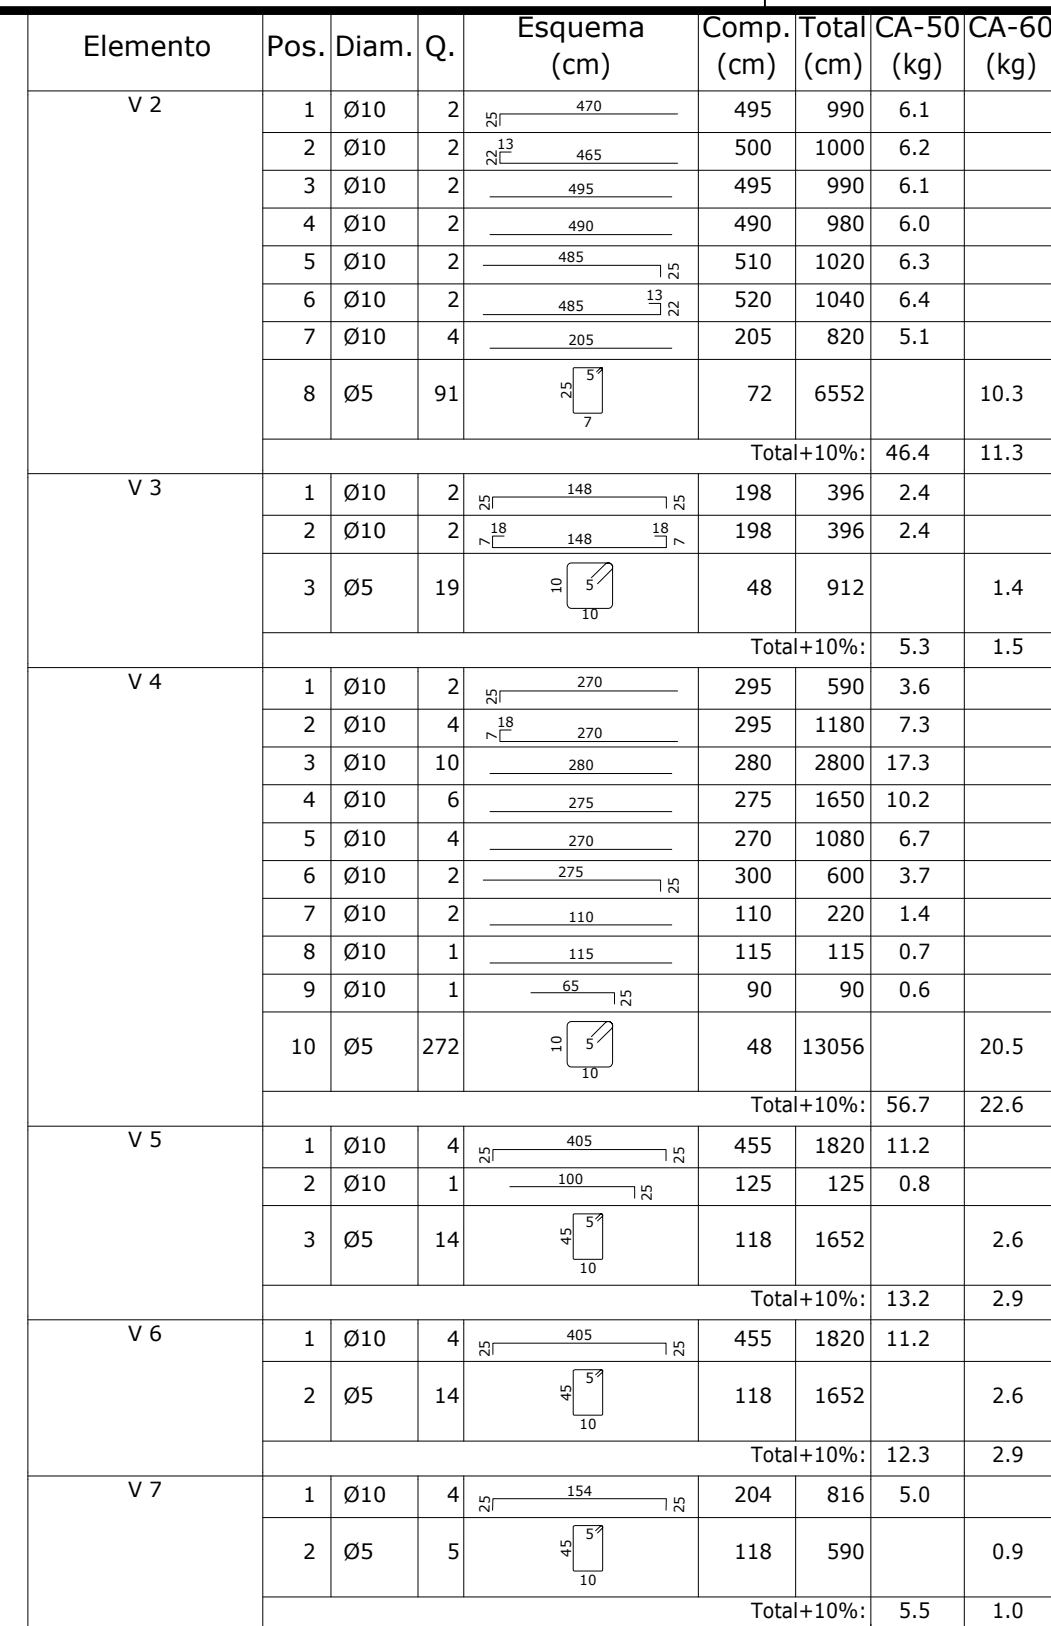 Elemento Pos. Diam. Q. Esquema (cm) Comp. (cm) Total (cm) CA-50 (kg) CA-60 (kg)
V 2
1 Ø10 2 25 470 495 990 6.1
2 Ø10 2 22 13 465 500 1000 6.2
3 Ø10 2 495 495 990 6.1
4 Ø10 2 490 490 980 6.0
5 Ø10 2 485 25 510 1020 6.3
6 Ø10 2 485 13 22 520 1040 6.4
7 Ø10 4 205 205 820 5.1
8 Ø5 91 25 5 7 72 6552 10.3
Total+10%: 46.4 11.3
V 3
1 Ø10 2 25 148 25 198 396 2.4
2 Ø10 2 7 18 148 18 7 198 396 2.4
3 Ø5 19 10 5 10 48 912 1.4
Total+10%: 5.3 1.5
V 4
1 Ø10 2 25 270 295 590 3.6
2 Ø10 4 7 18 270 295 1180 7.3
3 Ø10 10 280 280 2800 17.3
4 Ø10 6 275 275 1650 10.2
5 Ø10 4 270 270 1080 6.7
6 Ø10 2 275 25 300 600 3.7
7 Ø10 2 110 110 220 1.4
8 Ø10 1 115 115 115 0.7
9 Ø10 1 65 25 90 90 0.6
10 Ø5 272 10 5 10 48 13056 20.5
Total+10%: 56.7 22.6
V 5
1 Ø10 4 25 405 25 455 1820 11.2
2 Ø10 1 100 25 125 125 0.8
3 Ø5 14 45 5 10 118 1652 2.6
Total+10%: 13.2 2.9
V 6
1 Ø10 4 25 405 25 455 1820 11.2
2 Ø5 14 45 5 10 118 1652 2.6
Total+10%: 12.3 2.9
V 7
1 Ø10 4 25 154 25 204 816 5.0
2 Ø5 5 45 5 10 118 590 0.9
Total+10%: 5.5 1.0